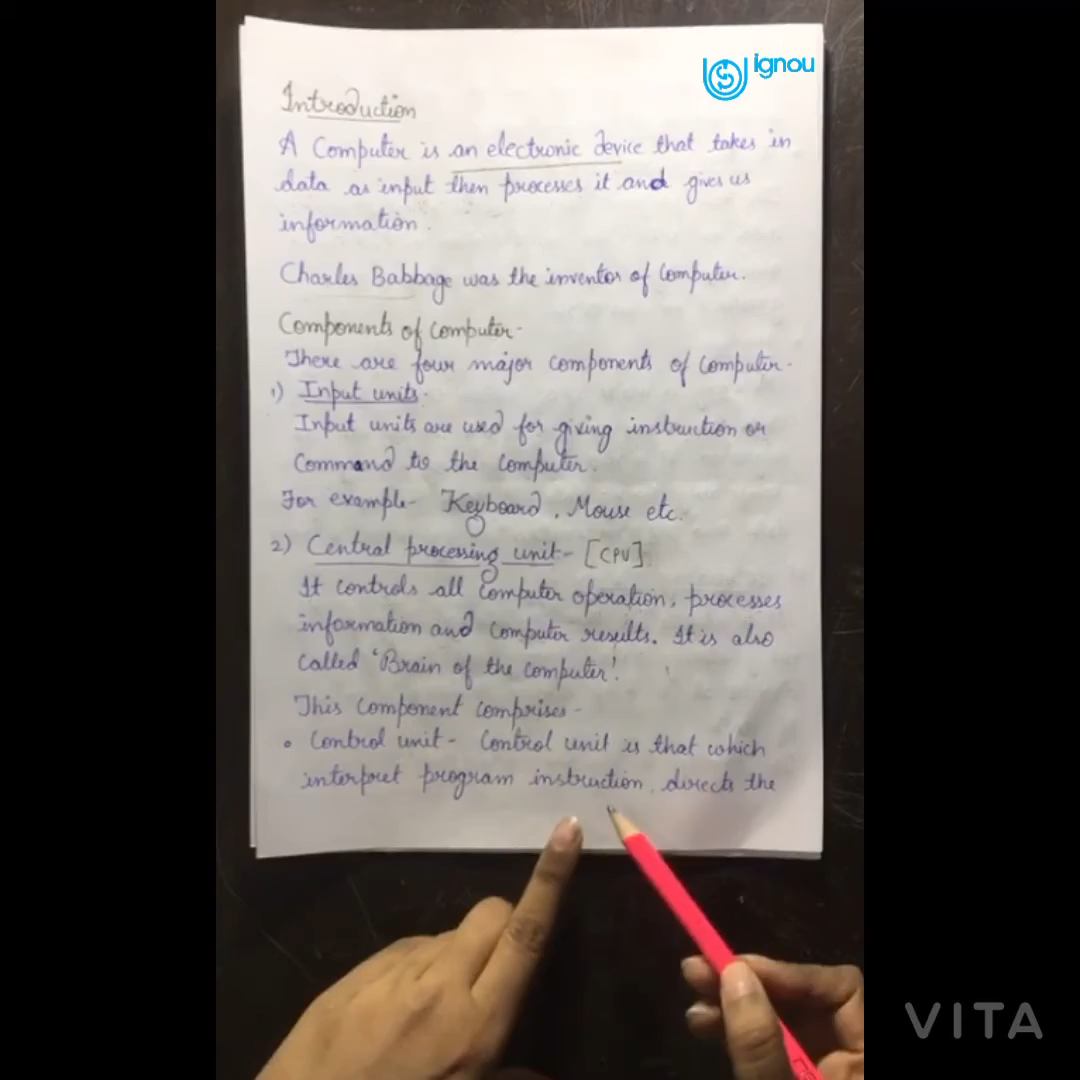 ignou
Introduction
A Computer is an electronic device that takes in
data as input then processes it and gives us
information.
Charles Babbage was the inventor of computer.
Components of computer-
There are four major components of computer-
1) Input units-
Input units are used for giving instruction or
Command to the computer.
For example- Keyboard, Mouse etc.
2) Central processing unit- [CPU]
It controls all computer operation, processes
information and computer results. It is also
called 'Brain of the computer'.
This component comprises-
• Control unit- Control unit is that which
interpret program instruction, directs the
VITA